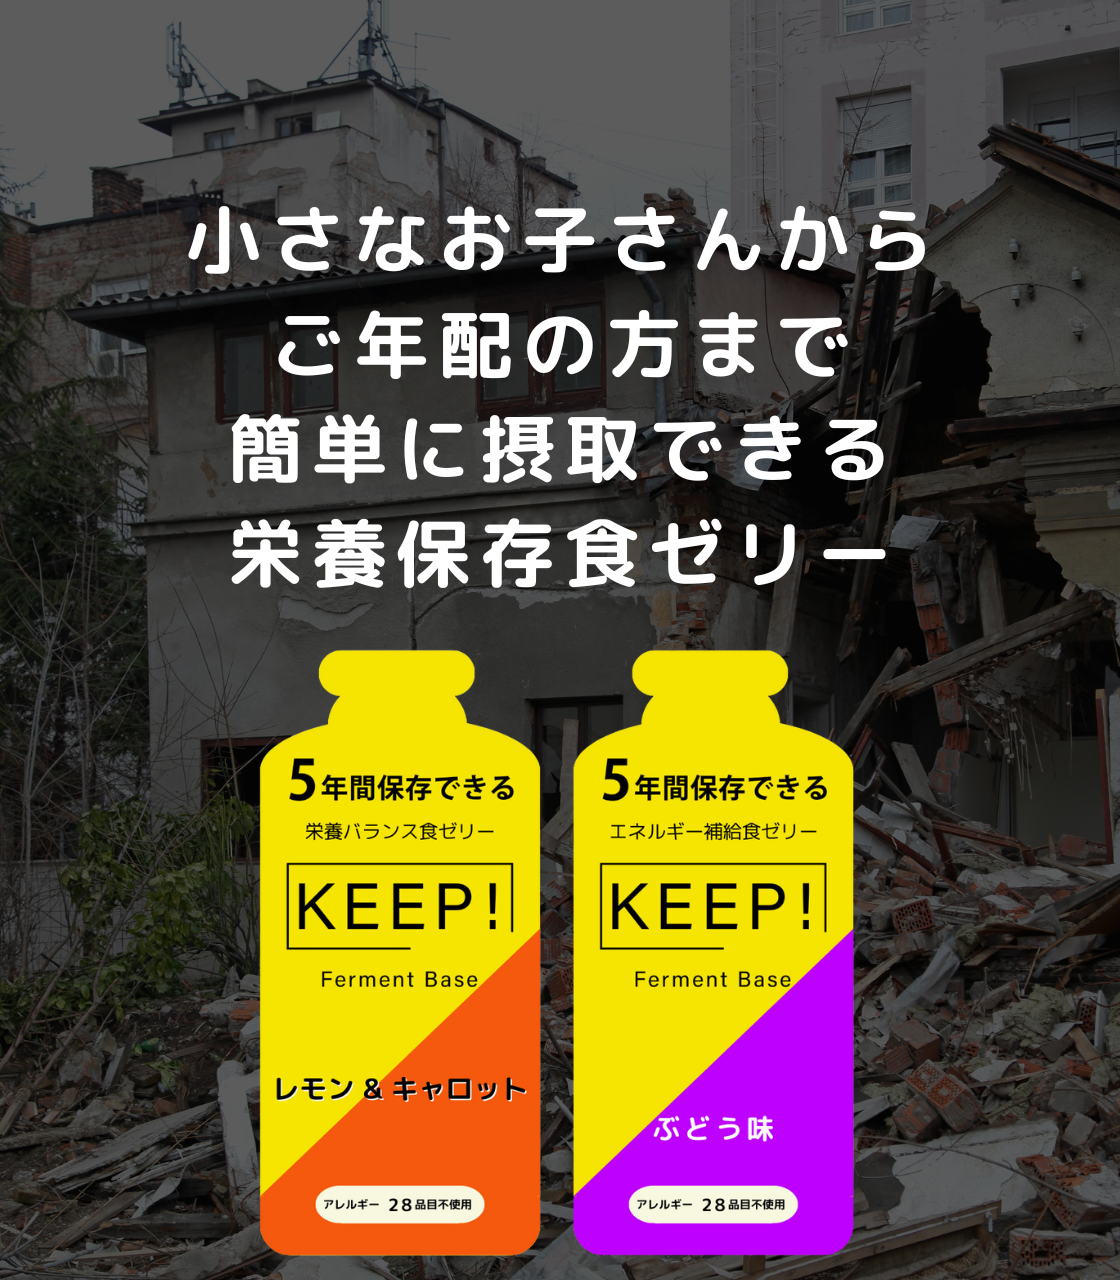 小さなお子さんから
ご年配の方まで
簡単に摂取できる
栄養保存食ゼリー
5年間保存できる
栄養バランス食ゼリー
KEEP!
Ferment Base
レモン & キャロット
アレルギー 28品目不使用
5年間保存できる
エネルギー補給食ゼリー
KEEP!
Ferment Base
ぶどう味
アレルギー 28品目不使用